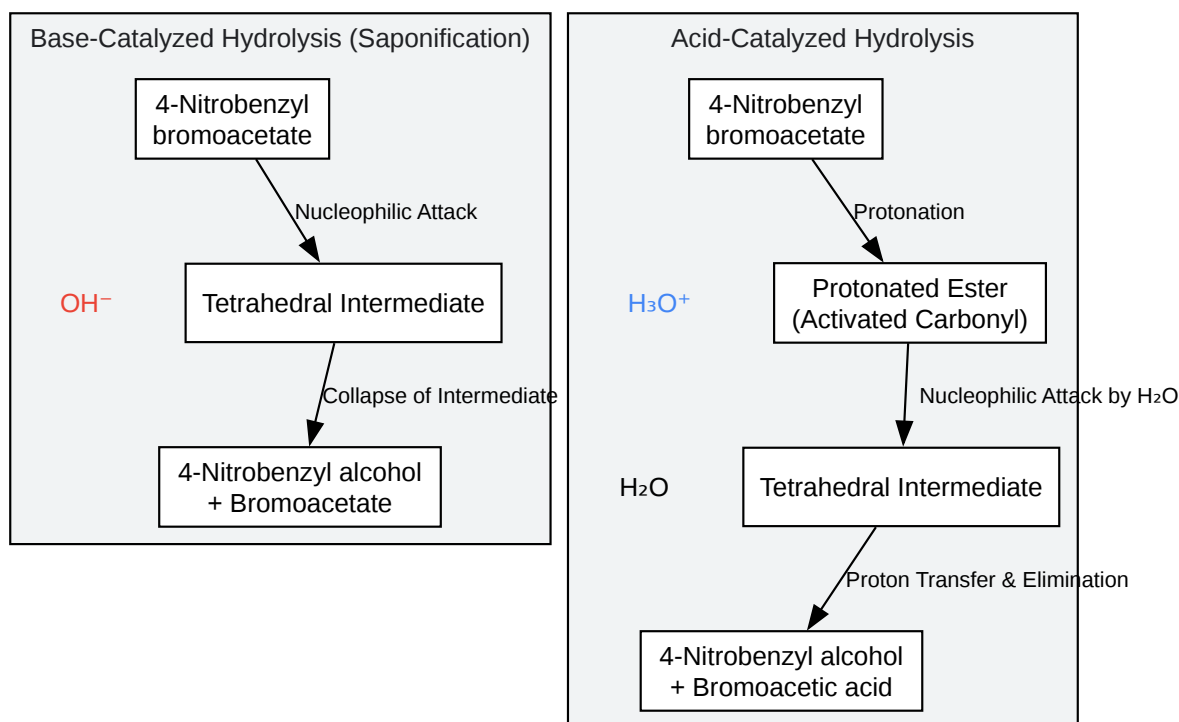 Base-Catalyzed Hydrolysis (Saponification)
4-Nitrobenzyl
bromoacetate
Nucleophilic Attack
OH⁻
Tetrahedral Intermediate
Collapse of Intermediate
4-Nitrobenzyl alcohol
+ Bromoacetate
Acid-Catalyzed Hydrolysis
4-Nitrobenzyl
bromoacetate
Protonation
H₃O⁺
Protonated Ester
(Activated Carbonyl)
Nucleophilic Attack by H₂O
H₂O
Tetrahedral Intermediate
Proton Transfer & Elimination
4-Nitrobenzyl alcohol
+ Bromoacetic acid